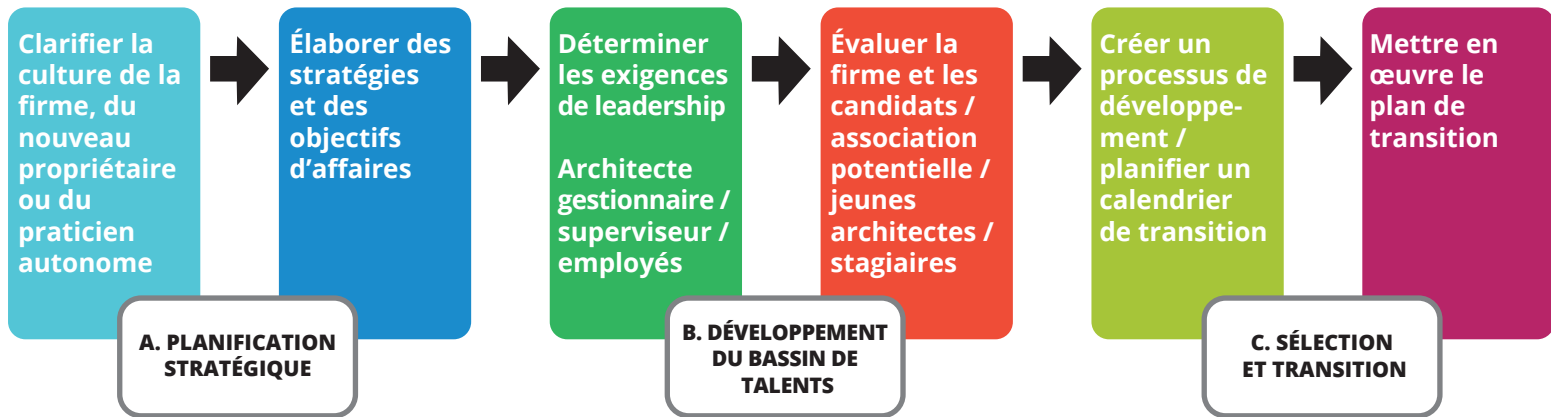 Clarifier la
culture de la
firme, du
nouveau
propriétaire
ou du
praticien
autonome
Élaborer des
stratégies
et des
objectifs
d’affaires
A. PLANIFICATION
STRATÉGIQUE
Déterminer
les exigences
de leadership
Architecte
gestionnaire /
superviseur /
employés
Évaluer la
firme et les
candidats /
association
potentielle /
jeunes
architectes /
stagiaires
B. DÉVELOPPEMENT
DU BASSIN DE
TALENTS
Créer un
processus de
développe-
ment /
planifier un
calendrier
de transition
Mettre en
œuvre le
plan de
transition
C. SÉLECTION
ET TRANSITION